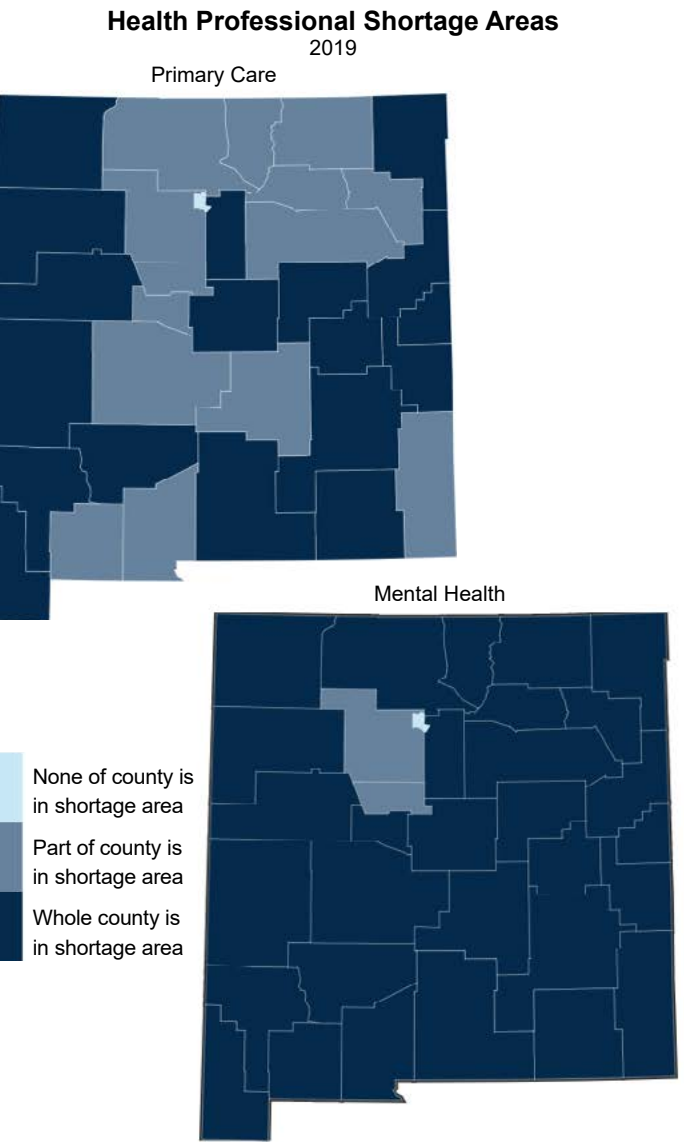 Health Professional Shortage Areas
2019
Primary Care
Mental Health
None of county is
in shortage area
Part of county is
in shortage area
Whole county is
in shortage area